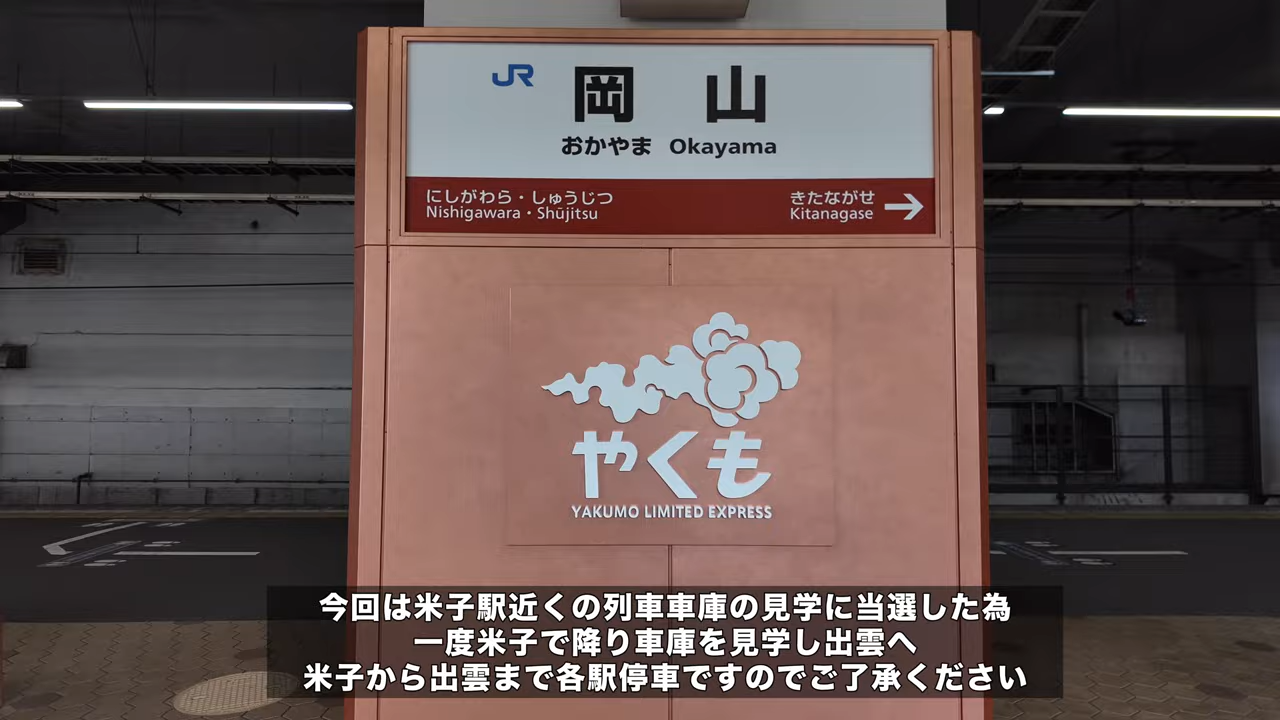 JR 岡山
おかやま Okayama
にしがわら・しゅうじつ
Nishigawara・Shūjitsu
きたながせ
Kitanagase
やくも
YAKUMO LIMITED EXPRESS
今回は米子駅近くの列車車庫の見学に当選した為
一度米子で降り車庫を見学し出雲へ
米子から出雲まで各駅停車ですのでご了承ください